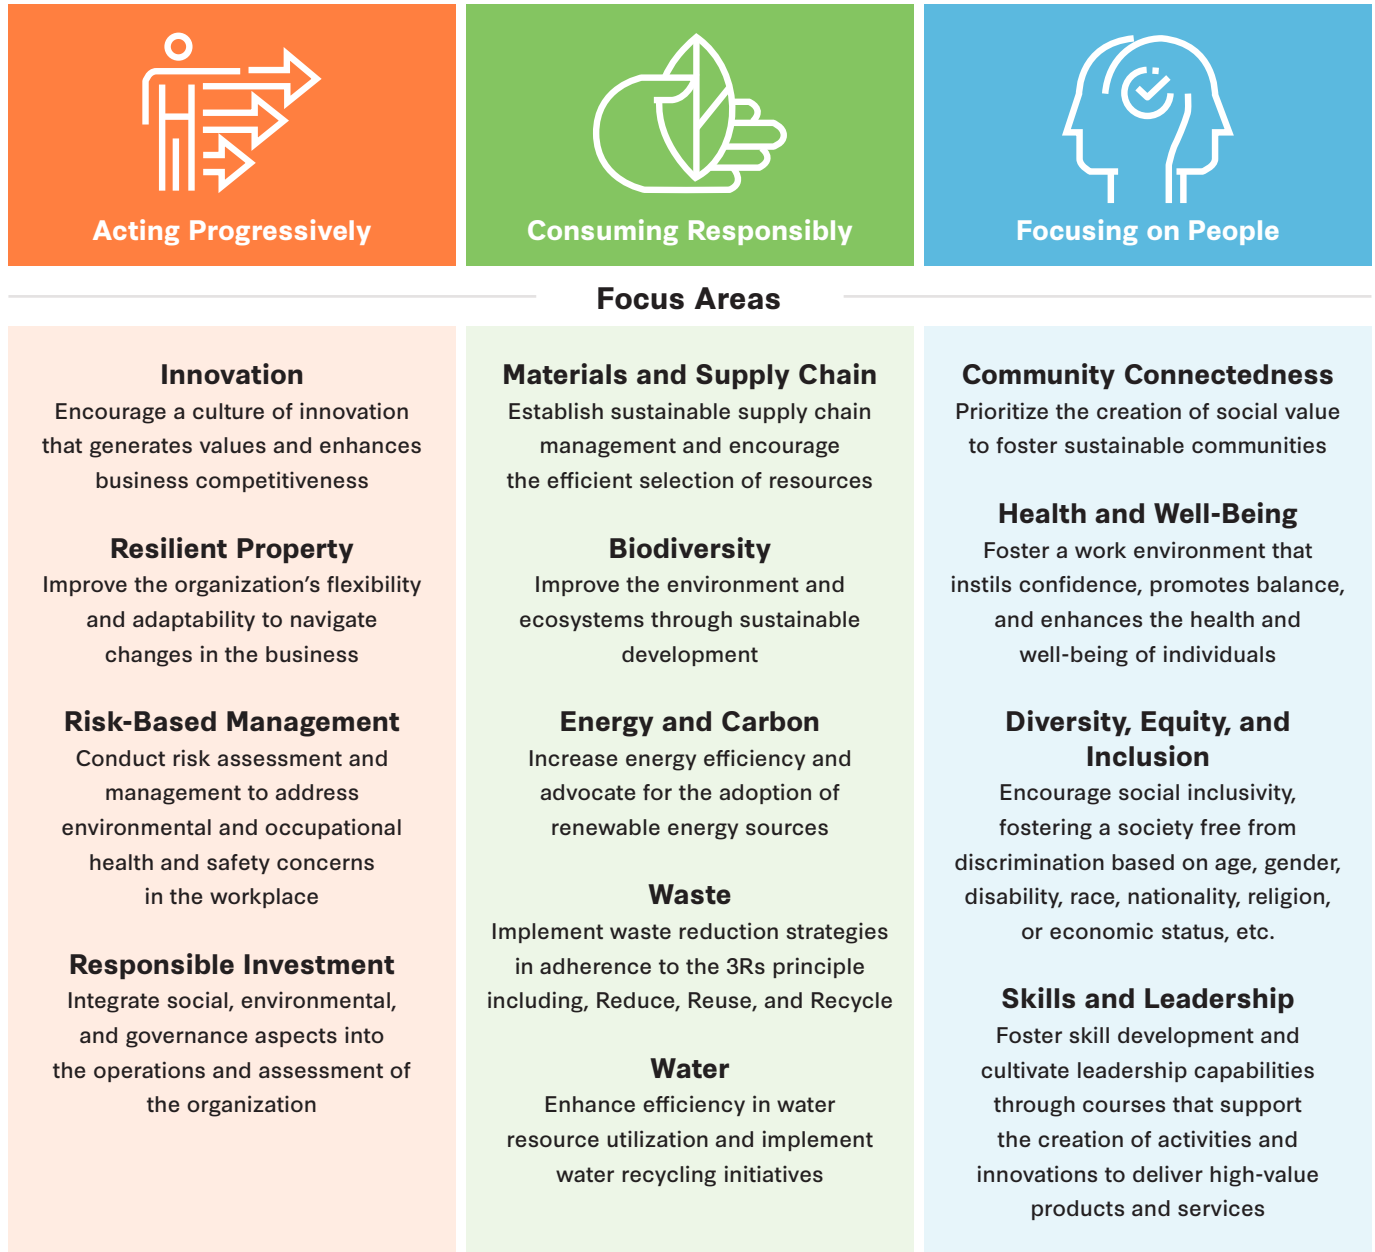 Acting Progressively
Consuming Responsibly
Focusing on People
Focus Areas
Innovation
Encourage a culture of innovation
that generates values and enhances
business competitiveness
Resilient Property
Improve the organization's flexibility
and adaptability to navigate
changes in the business
Risk-Based Management
Conduct risk assessment and
management to address
environmental and occupational
health and safety concerns
in the workplace
Responsible Investment
Integrate social, environmental,
and governance aspects into
the operations and assessment of
the organization
Materials and Supply Chain
Establish sustainable supply chain
management and encourage
the efficient selection of resources
Biodiversity
Improve the environment and
ecosystems through sustainable
development
Energy and Carbon
Increase energy efficiency and
advocate for the adoption of
renewable energy sources
Waste
Implement waste reduction strategies
in adherence to the 3Rs principle
including, Reduce, Reuse, and Recycle
Water
Enhance efficiency in water
resource utilization and implement
water recycling initiatives
Community Connectedness
Prioritize the creation of social value
to foster sustainable communities
Health and Well-Being
Foster a work environment that
instils confidence, promotes balance,
and enhances the health and
well-being of individuals
Diversity, Equity, and
Inclusion
Encourage social inclusivity,
fostering a society free from
discrimination based on age, gender,
disability, race, nationality, religion,
or economic status, etc.
Skills and Leadership
Foster skill development and
cultivate leadership capabilities
through courses that support
the creation of activities and
innovations to deliver high-value
products and services